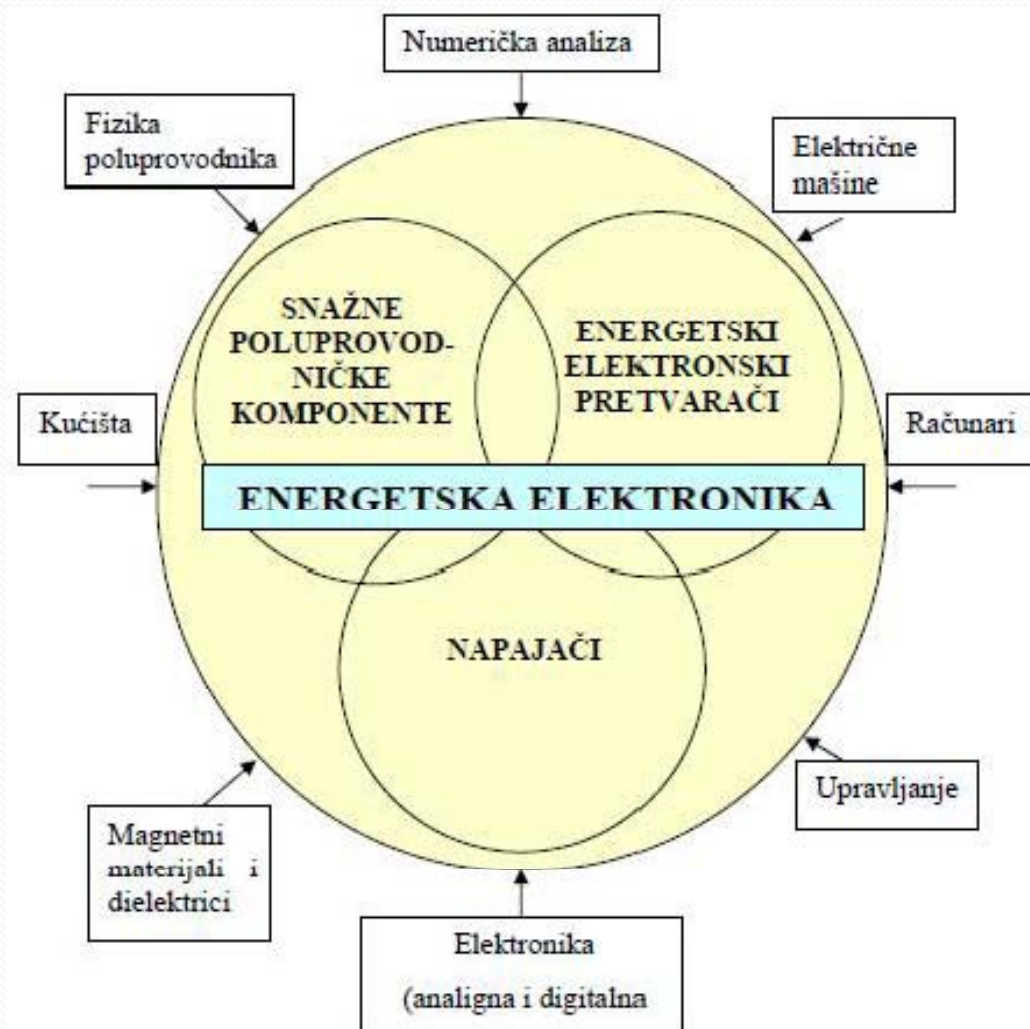 Numerička analiza
Fizika
poluprovodnika
Električne
mašine
SNAŽNE
POLUPROVOD-
NIČKE
KOMPONENTE
ENERGETSKI
ELEKTRONSKI
PRETVARAČI
Kućišta
Računari
ENERGETSKA ELEKTRONIKA
NAPAJAČI
Upravljanje
Magnetni
materijali i
dielektrici
Elektronika
(analigna i digitalna